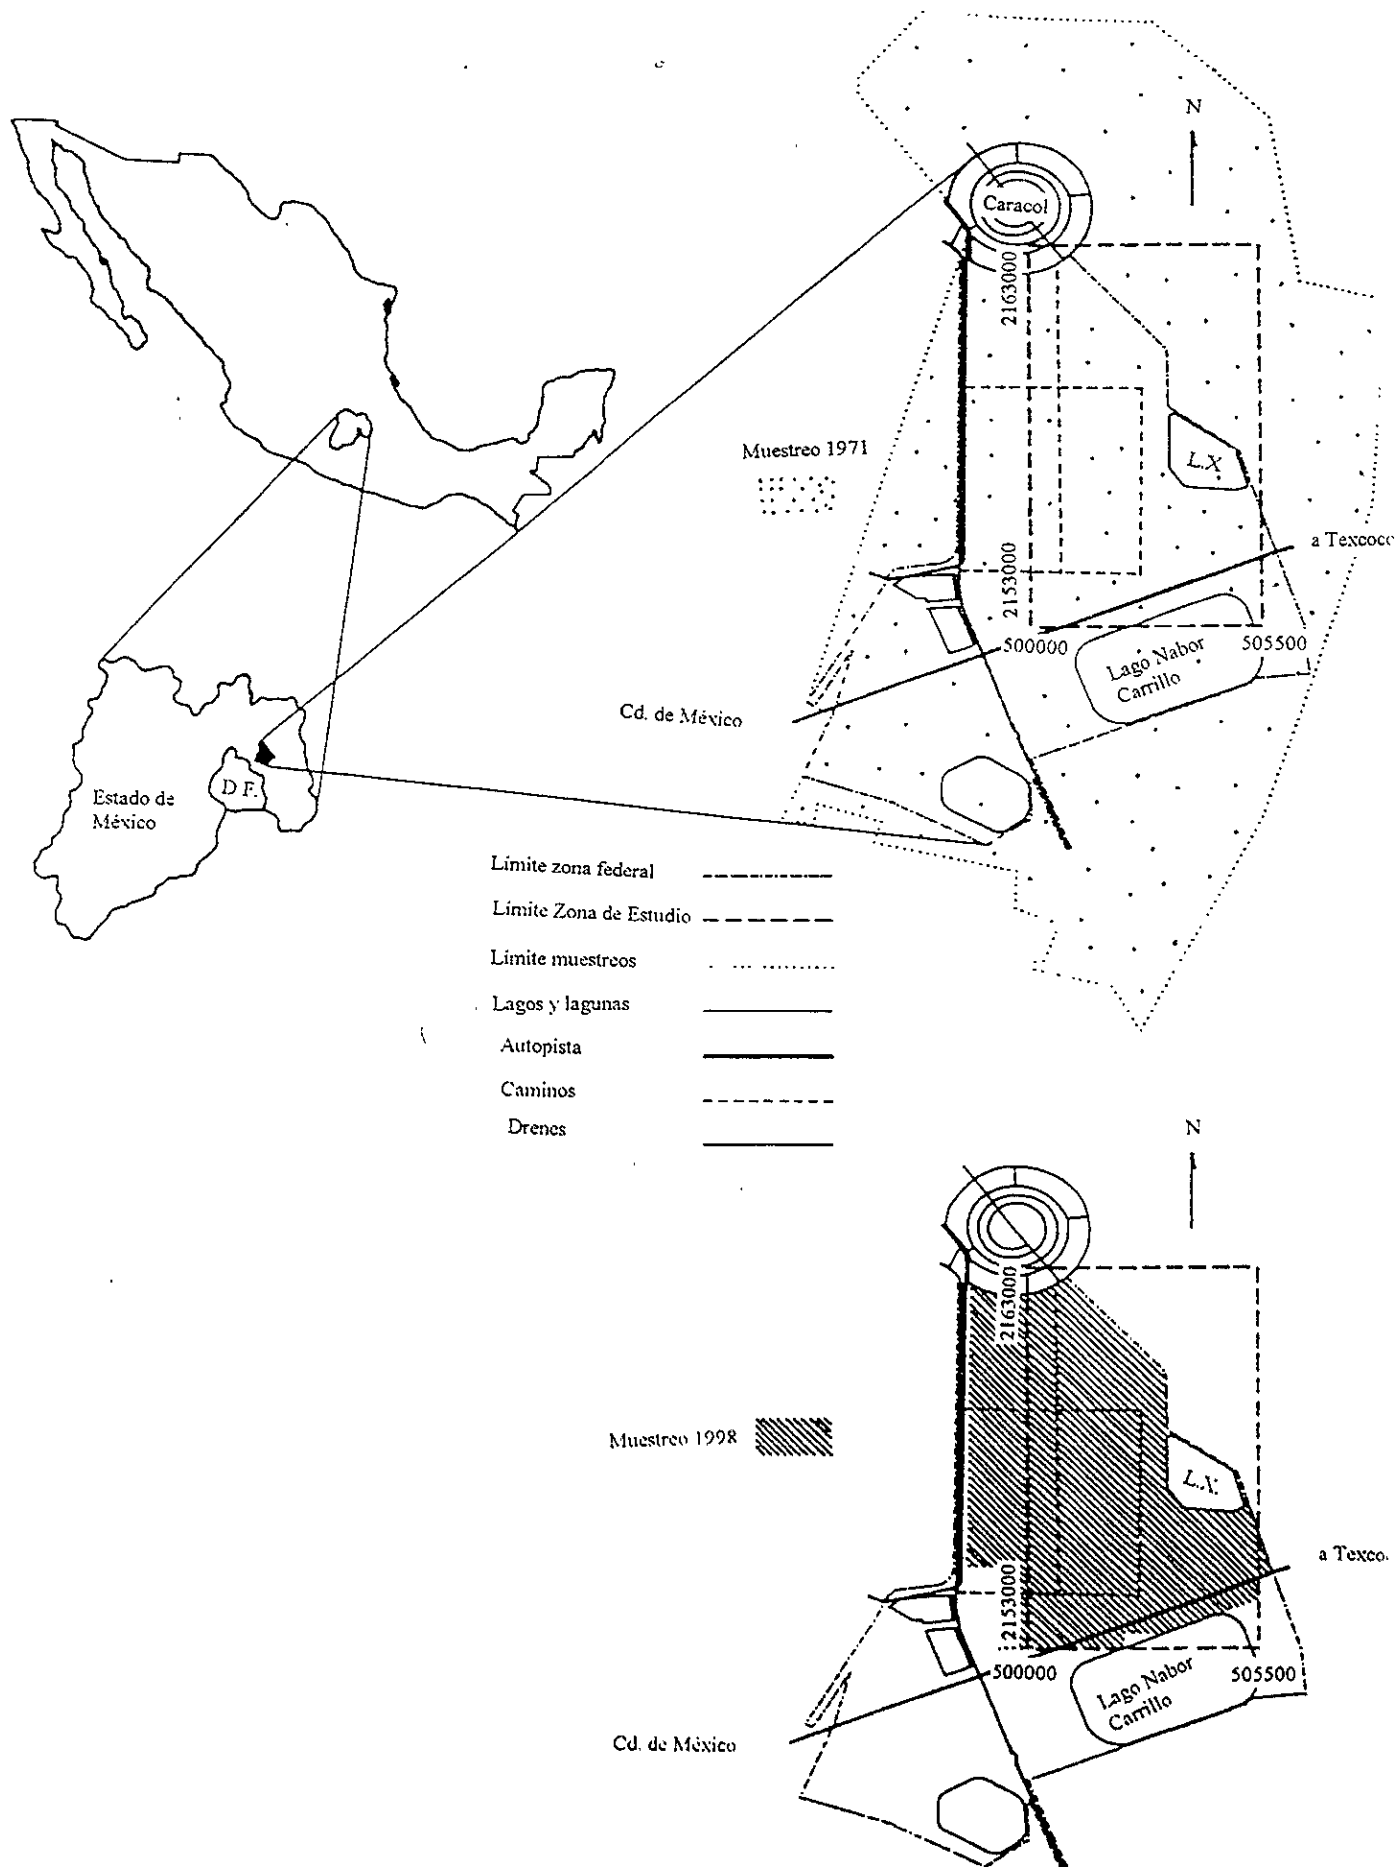 N
Caracol
2163000
Muestreo 1971
L.X
a Texcoco
2153000
500000
505500
Lago Nabor
Carrillo
Cd. de México
D F.
Estado de
México
Límite zona federal
Límite Zona de Estudio
Límite muestreos
Lagos y lagunas
Autopista
Caminos
Drenes
N
2163000
Muestreo 1998
L.X.
a Texco.
2153000
500000
505500
Lago Nabor
Carrillo
Cd. de México